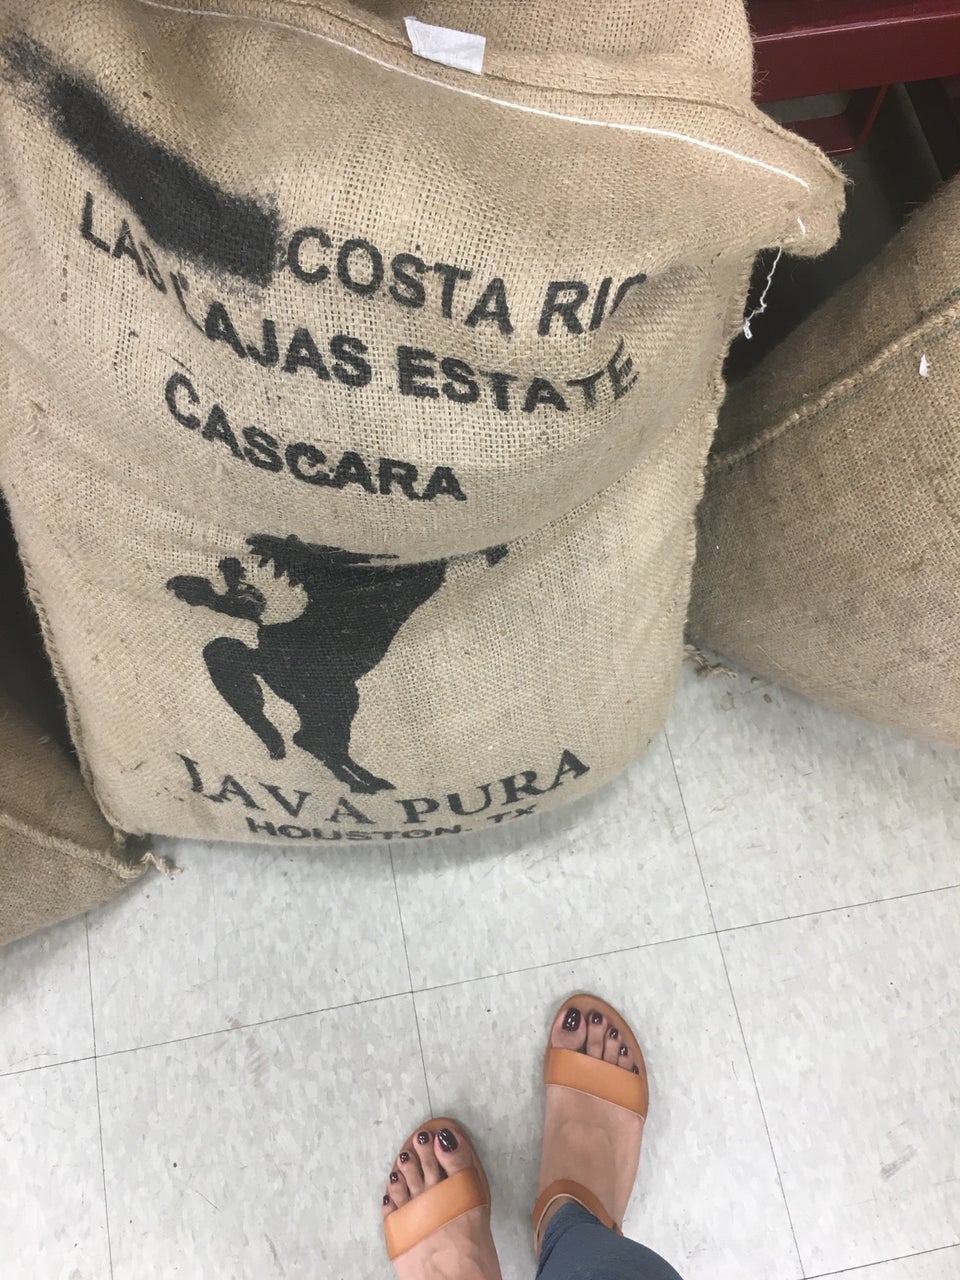 COSTA RIC
LAS LAJAS ESTATE
CASCARA
JAVA PURA
HOUSTON, TX